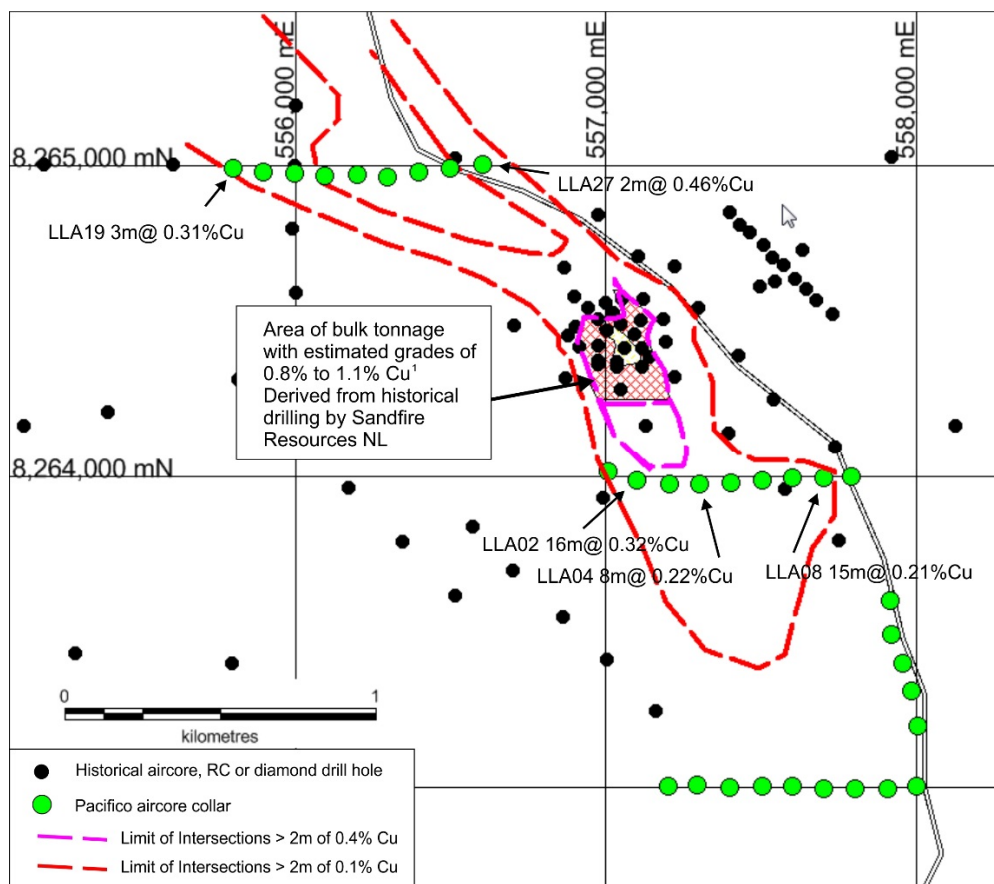 556,000 mE
557,000 mE
558,000 mE
8,265,000 mN
LLA27 2m@ 0.46%Cu
LLA19 3m@ 0.31%Cu
Area of bulk tonnage
with estimated grades of
0.8% to 1.1% Cu¹
Derived from historical
drilling by Sandfire
Resources NL
8,264,000 mN
LLA02 16m@ 0.32%Cu
LLA04 8m@ 0.22%Cu
LLA08 15m@ 0.21%Cu
0 1
kilometres
Historical aircore, RC or diamond drill hole
Pacifico aircore collar
Limit of Intersections > 2m of 0.4% Cu
Limit of Intersections > 2m of 0.1% Cu